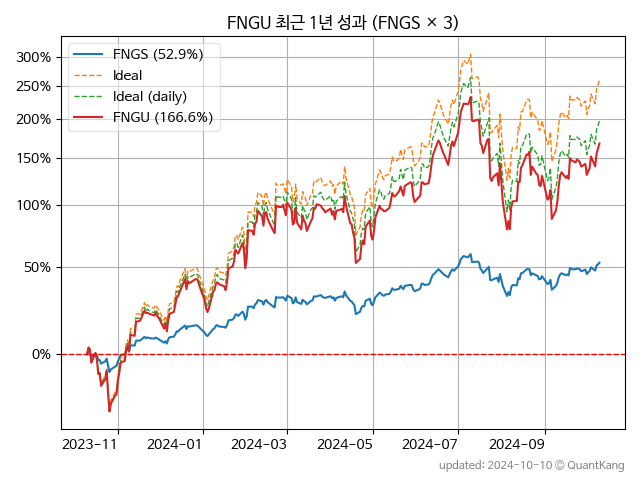 FNGU 최근 1년 성과 (FNGS × 3)
300%
250%
200%
150%
100%
50%
0%
FNGS (52.9%)
Ideal
Ideal (daily)
FNGU (166.6%)
2023-11
2024-01
2024-03
2024-05
2024-07
2024-09
updated: 2024-10-10 © QuantKang